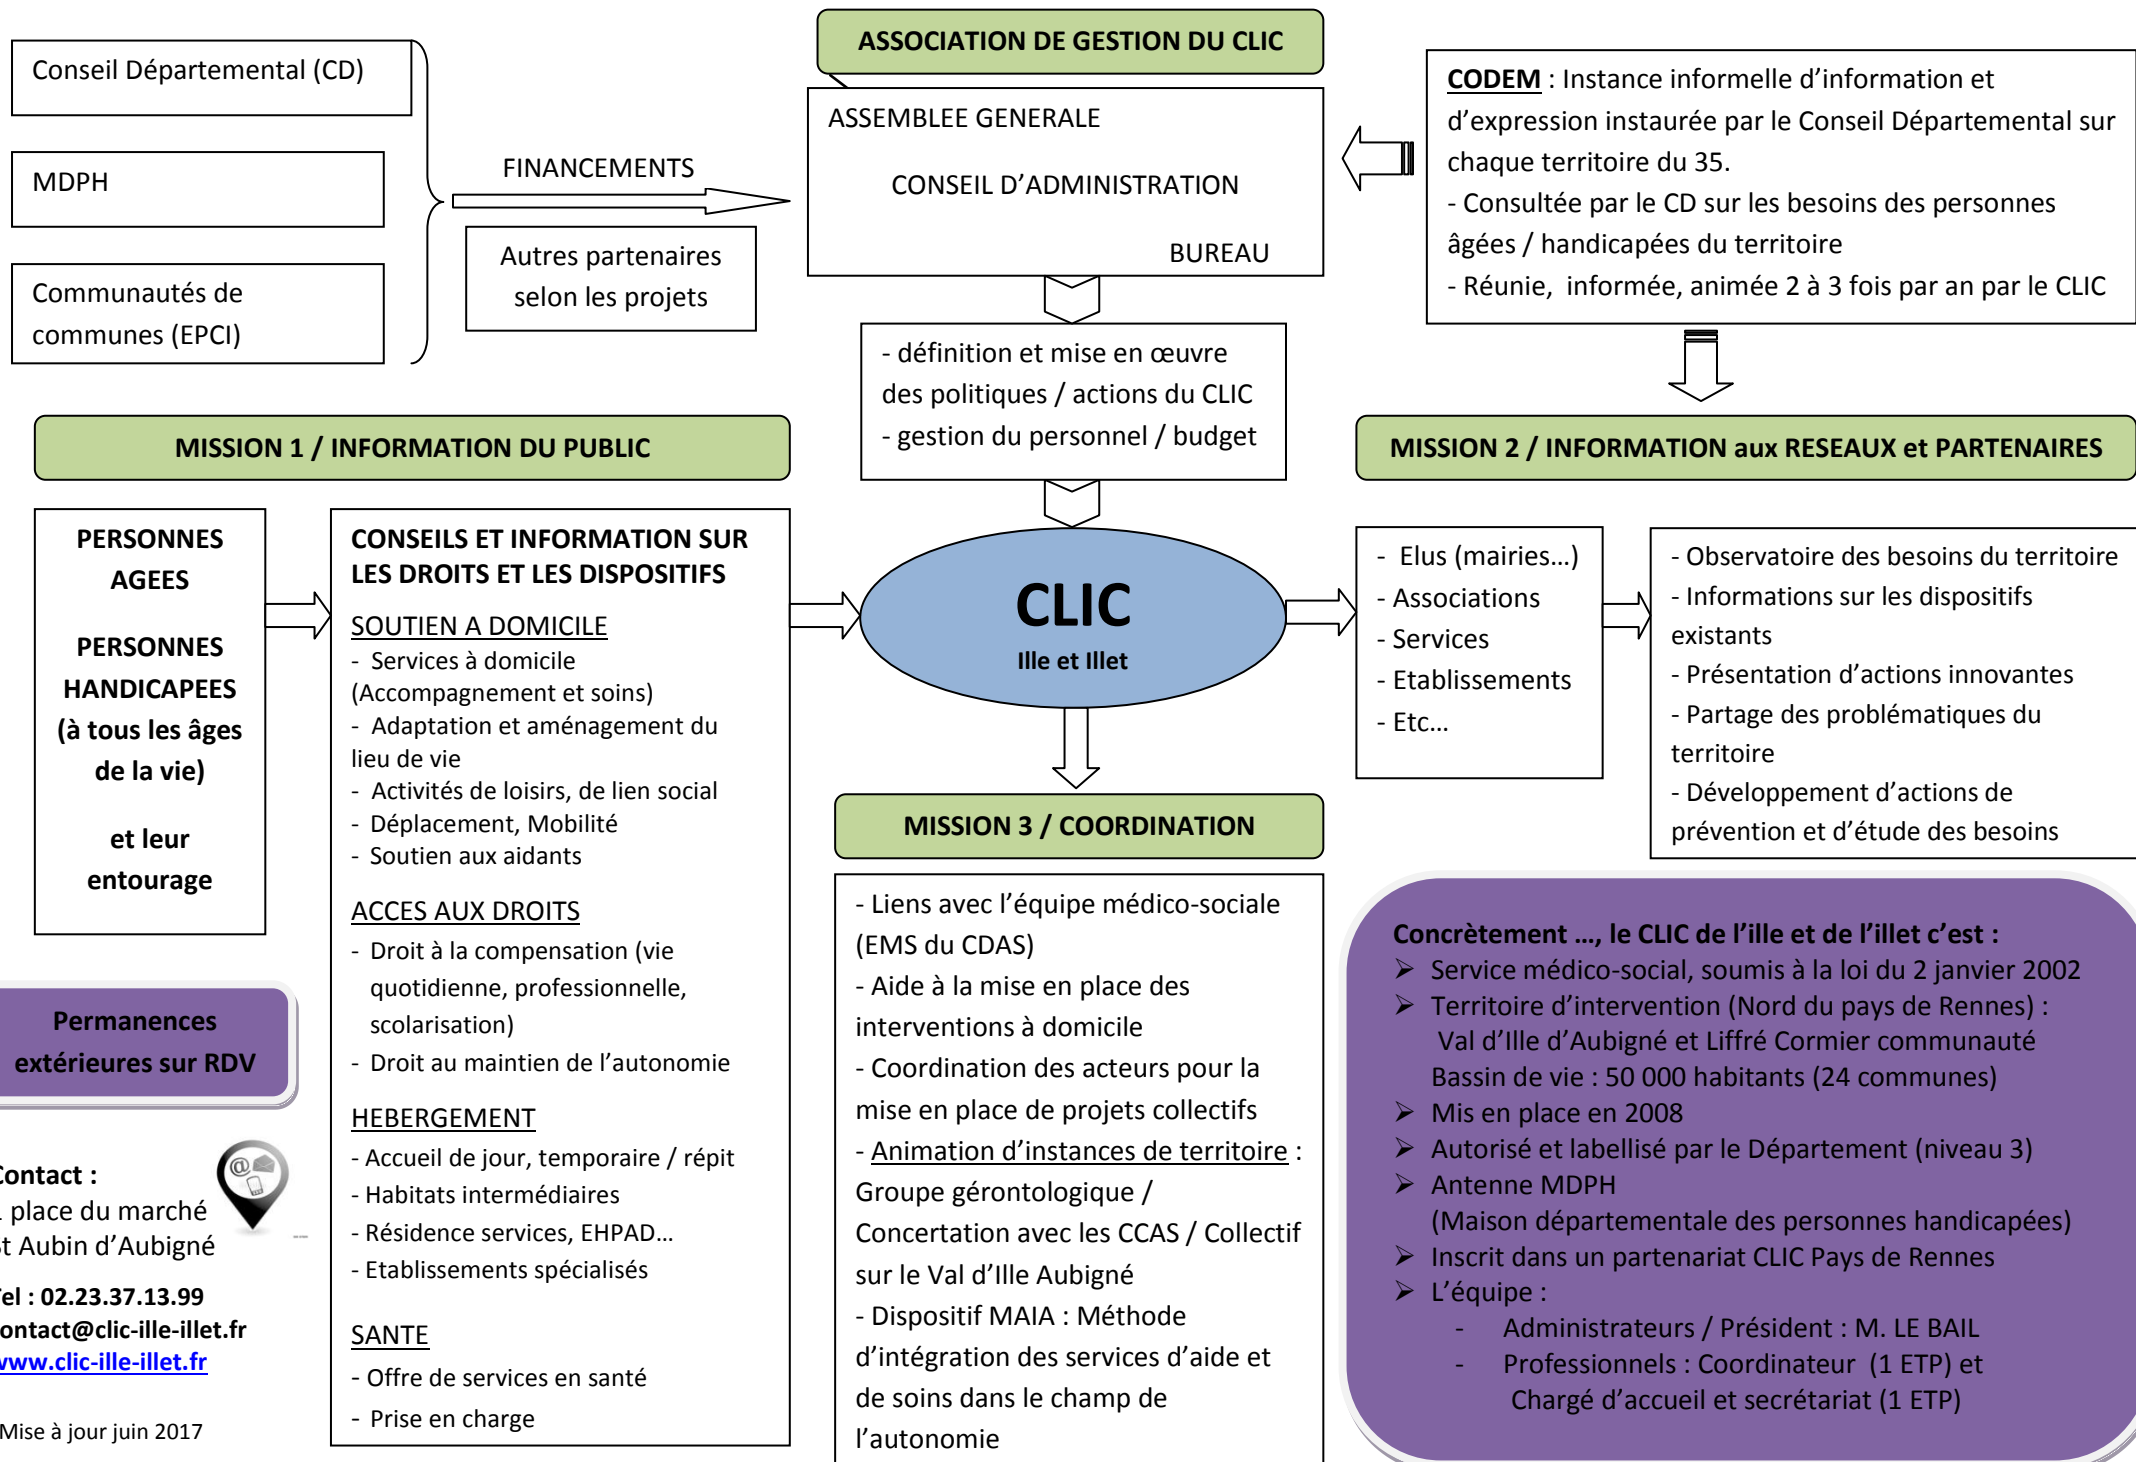 Conseil Départemental (CD)
MDPH
Communautés de
communes (EPCI)
FINANCEMENTS
Autres partenaires
selon les projets
ASSOCIATION DE GESTION DU CLIC
ASSEMBLEE GENERALE
CONSEIL D’ADMINISTRATION
BUREAU
- définition et mise en œuvre
des politiques / actions du CLIC
- gestion du personnel / budget
CODEM : Instance informelle d’information et
d’expression instaurée par le Conseil Départemental sur
chaque territoire du 35.
- Consultée par le CD sur les besoins des personnes
âgées / handicapées du territoire
- Réunie, informée, animée 2 à 3 fois par an par le CLIC
MISSION 1 / INFORMATION DU PUBLIC
PERSONNES
AGEES
PERSONNES
HANDICAPEES
(à tous les âges
de la vie)
et leur
entourage
CONSEILS ET INFORMATION SUR
LES DROITS ET LES DISPOSITIFS
SOUTIEN A DOMICILE
- Services à domicile
(Accompagnement et soins)
- Adaptation et aménagement du
lieu de vie
- Activités de loisirs, de lien social
- Déplacement, Mobilité
- Soutien aux aidants
ACCES AUX DROITS
- Droit à la compensation (vie
quotidienne, professionnelle,
scolarisation)
- Droit au maintien de l’autonomie
HEBERGEMENT
- Accueil de jour, temporaire / répit
- Habitats intermédiaires
- Résidence services, EHPAD…
- Etablissements spécialisés
SANTE
- Offre de services en santé
- Prise en charge
CLIC
Ille et Illet
MISSION 2 / INFORMATION aux RESEAUX et PARTENAIRES
- Elus (mairies…)
- Associations
- Services
- Etablissements
- Etc…
- Observatoire des besoins du territoire
- Informations sur les dispositifs
existants
- Présentation d’actions innovantes
- Partage des problématiques du
territoire
- Développement d’actions de
prévention et d’étude des besoins
MISSION 3 / COORDINATION
- Liens avec l’équipe médico-sociale
(EMS du CDAS)
- Aide à la mise en place des
interventions à domicile
- Coordination des acteurs pour la
mise en place de projets collectifs
- Animation d’instances de territoire :
Groupe gérontologique /
Concertation avec les CCAS / Collectif
sur le Val d’Ille Aubigné
- Dispositif MAIA : Méthode
d’intégration des services d’aide et
de soins dans le champ de
l’autonomie
Concrètement …, le CLIC de l’ille et de l’illet c’est :
➢ Service médico-social, soumis à la loi du 2 janvier 2002
➢ Territoire d’intervention (Nord du pays de Rennes) :
Val d’Ille d’Aubigné et Liffré Cormier communauté
Bassin de vie : 50 000 habitants (24 communes)
➢ Mis en place en 2008
➢ Autorisé et labellisé par le Département (niveau 3)
➢ Antenne MDPH
(Maison départementale des personnes handicapées)
➢ Inscrit dans un partenariat CLIC Pays de Rennes
➢ L’équipe :
- Administrateurs / Président : M. LE BAIL
- Professionnels : Coordinateur (1 ETP) et
Chargé d’accueil et secrétariat (1 ETP)
Permanences
extérieures sur RDV
Contact :
place du marché
St Aubin d’Aubigné
Tel : 02.23.37.13.99
contact@clic-ille-illet.fr
www.clic-ille-illet.fr
Mise à jour juin 2017